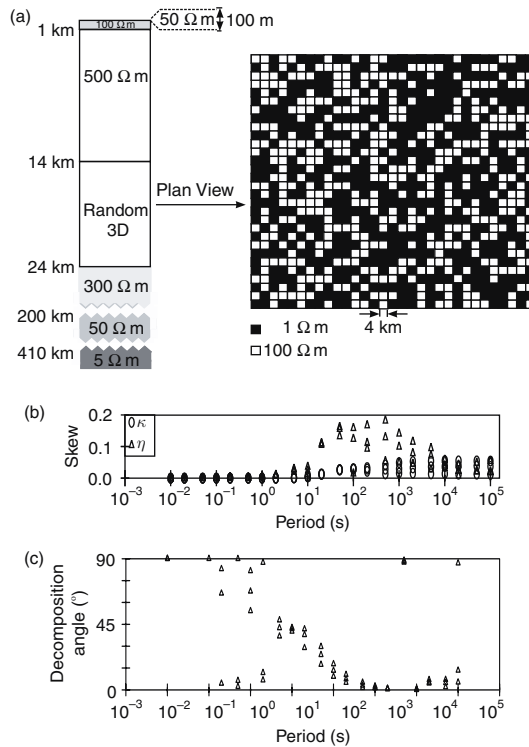 (a)
100 Ω m
50 Ω m
100 m
1 km
500 Ω m
14 km
Random
3D
Plan View
24 km
300 Ω m
200 km
50 Ω m
410 km
5 Ω m
1 Ω m
100 Ω m
4 km
(b)
0.2
0.1
0.0
Skew
κ
η
10⁻³ 10⁻² 10⁻¹ 10⁰ 10¹ 10² 10³ 10⁴ 10⁵
Period (s)
(c)
90
45
0
Decomposition
angle (°)
10⁻³ 10⁻² 10⁻¹ 10⁰ 10¹ 10² 10³ 10⁴ 10⁵
Period (s)